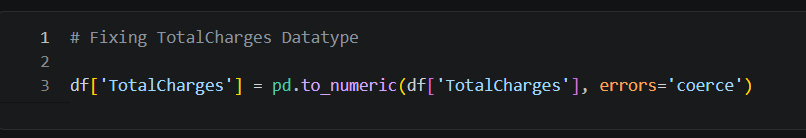 1 # Fixing TotalCharges Datatype
2
3 df['TotalCharges'] = pd.to_numeric(df['TotalCharges'], errors='coerce')